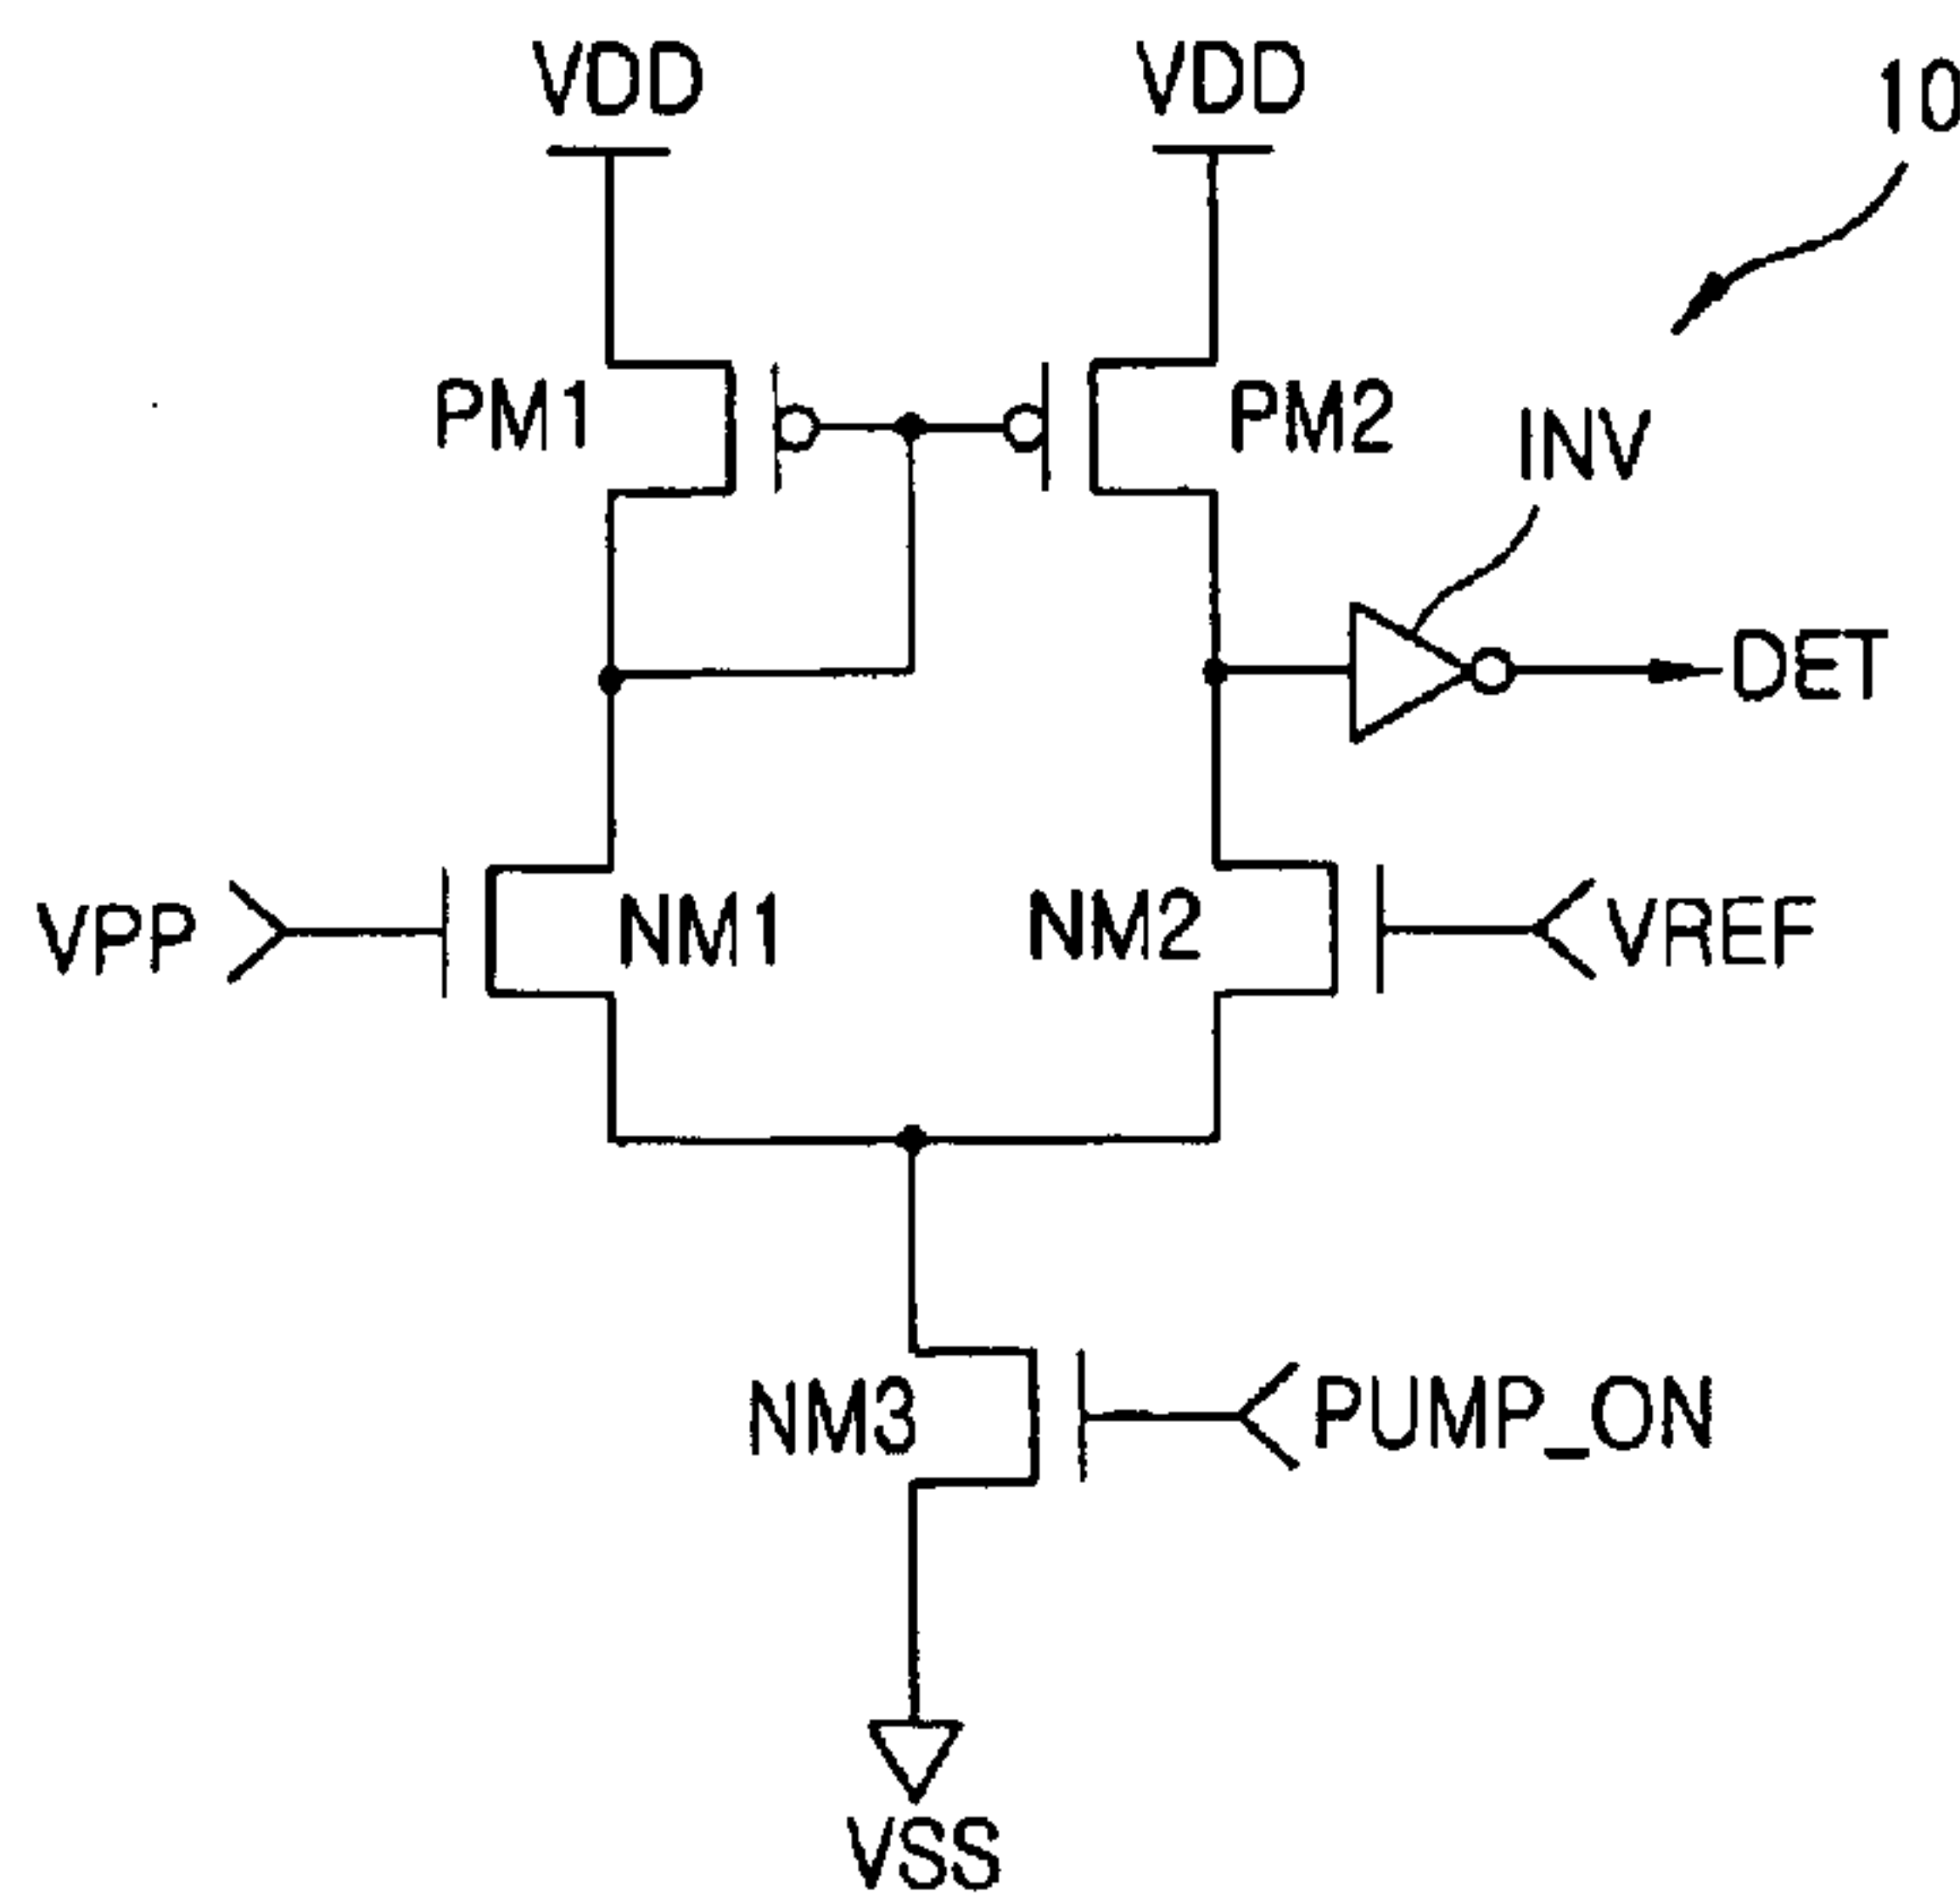 VDD
VDD
10
PM1
PM2
INV
DET
VPP
NM1
NM2
VREF
NM3
PUMP_ON
VSS